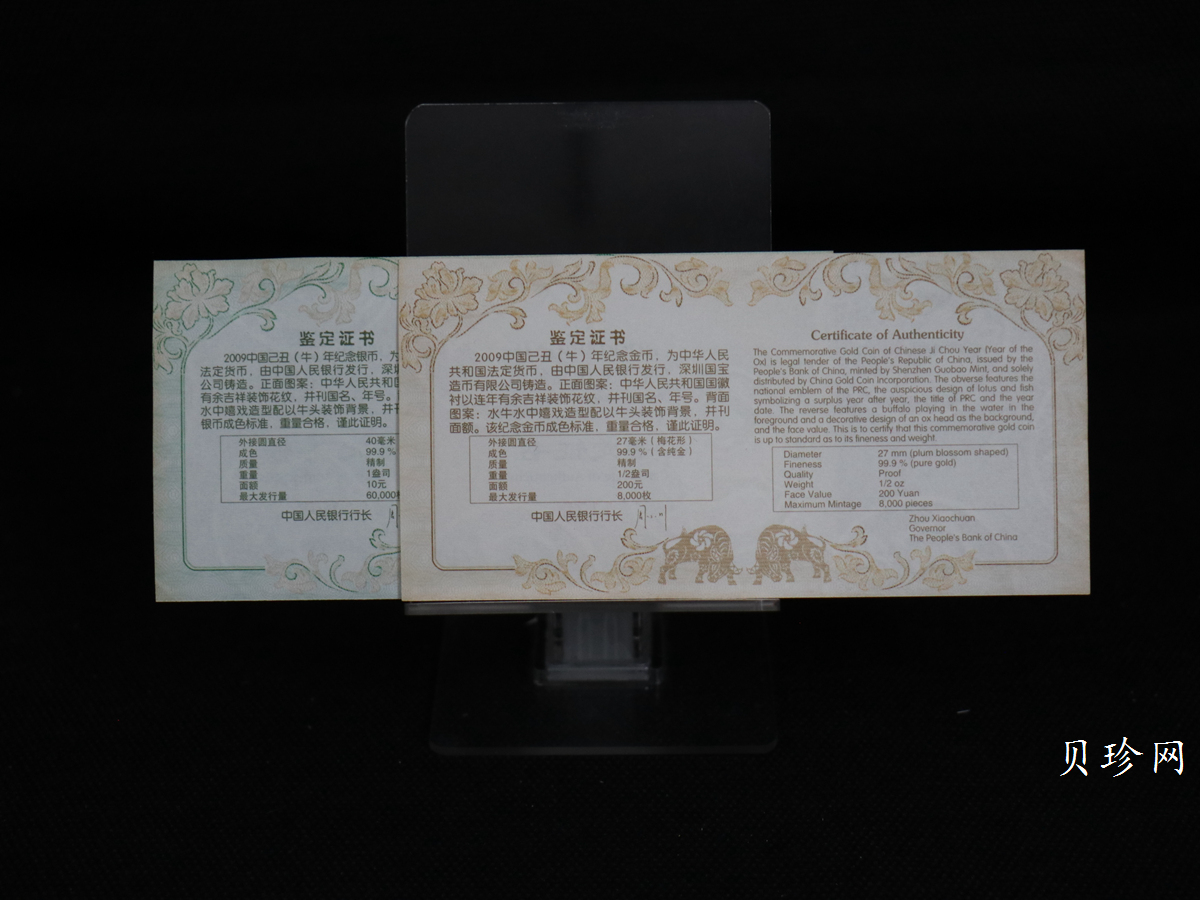 鉴定证书
2009中国己丑（牛）年纪念银币，为
法定货币，由中国人民银行发行，深圳
公司铸造。正面图案：中华人民共和国
有余吉祥装饰花纹，并刊国名、年号。
水中嬉戏造型配以牛头装饰背景，并刊
银币成色标准，重量合格，谨此证明。
外接圆直径 40毫米
成色 99.9%
质量 精制
重量 1盎司
面额 10元
最大发行量 60,000枚
中国人民银行行长
鉴定证书
2009中国己丑（牛）年纪念金币，为中华人民
共和国法定货币，由中国人民银行发行，深圳国宝
造币有限公司铸造。正面图案：中华人民共和国国徽
衬以连年有余吉祥装饰花纹，并刊国名、年号。背面
图案：水牛水中嬉戏造型配以牛头装饰背景，并刊
面额。该纪念金币成色标准，重量合格，谨此证明。
外接圆直径 27毫米（梅花形）
成色 99.9%（含纯金）
质量 精制
重量 1/2盎司
面额 200元
最大发行量 8,000枚
中国人民银行行长
Certificate of Authenticity
The Commemorative Gold Coin of Chinese Ji Chou Year (Year of the
Ox) is legal tender of the People's Republic of China, issued by the
People's Bank of China, minted by Shenzhen Guobao Mint, and solely
distributed by China Gold Coin Incorporation. The obverse features the
national emblem of the PRC, the auspicious design of lotus and fish
symbolizing a surplus year after year, the title of PRC and the year
date. The reverse features a buffalo playing in the water in the
foreground and a decorative design of an ox head as the background,
and the face value. This is to certify that this commemorative gold coin
is up to standard as to its fineness and weight.
Diameter 27 mm (plum blossom shaped)
Fineness 99.9 % (pure gold)
Quality Proof
Weight 1/2 oz
Face Value 200 Yuan
Maximum Mintage 8,000 pieces
Zhou Xiaochuan
Governor
The People's Bank of China
贝珍网